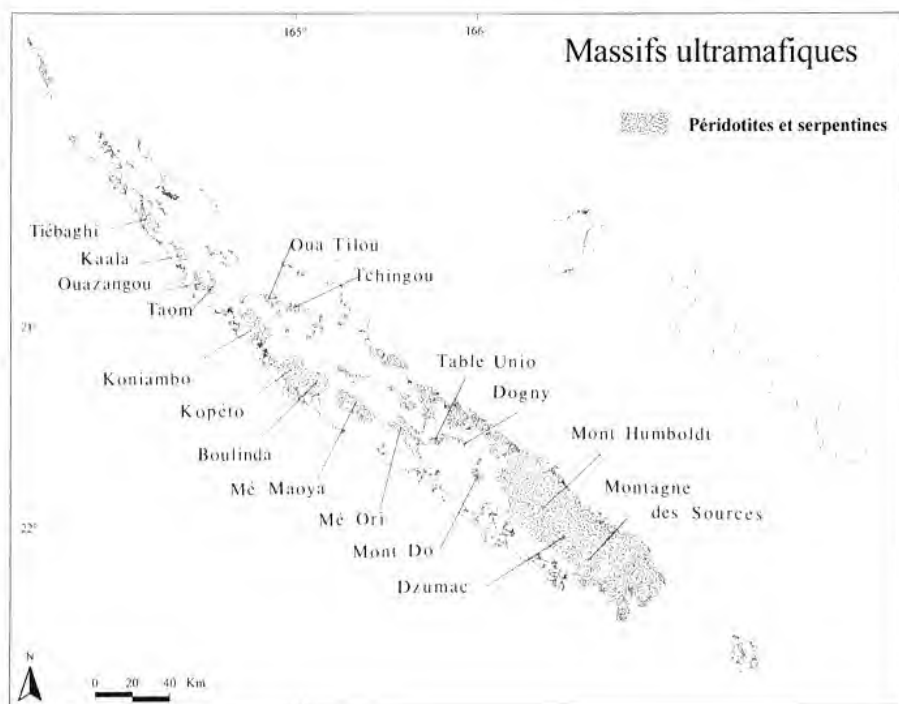 165°
166
Massifs ultramafiques
Péridotites et serpentines
Tiébaghi
Kaala
Ouazangou
Taom
Oua Tilou
Tchingou
21°
Koniambo
Kopéto
Boulinda
Mé Maoya
Mé Ori
Mont Do
Dzumac
Table Unio
Dogny
Mont Humboldt
Montagne
des Sources
22°
N
0 20 40 Km